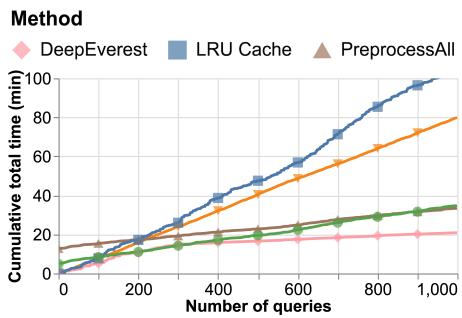 Method
DeepEverest LRU Cache PreprocessAll
Cumulative total time (min)
100
80
60
40
20
0
0 200 400 600 800 1,000
Number of queries